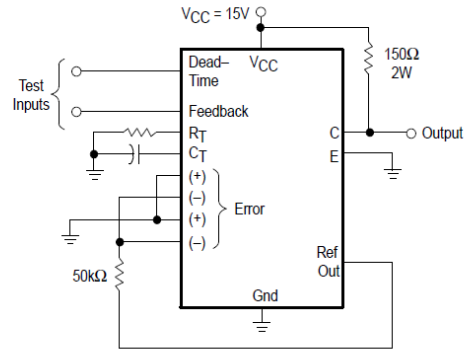 VCC = 15V
Dead–
Time
VCC
150Ω
2W
Test
Inputs
Feedback
RT
CT
C
Output
E
(+)
(–)
(+)
(–)
Error
Ref
Out
50kΩ
Gnd